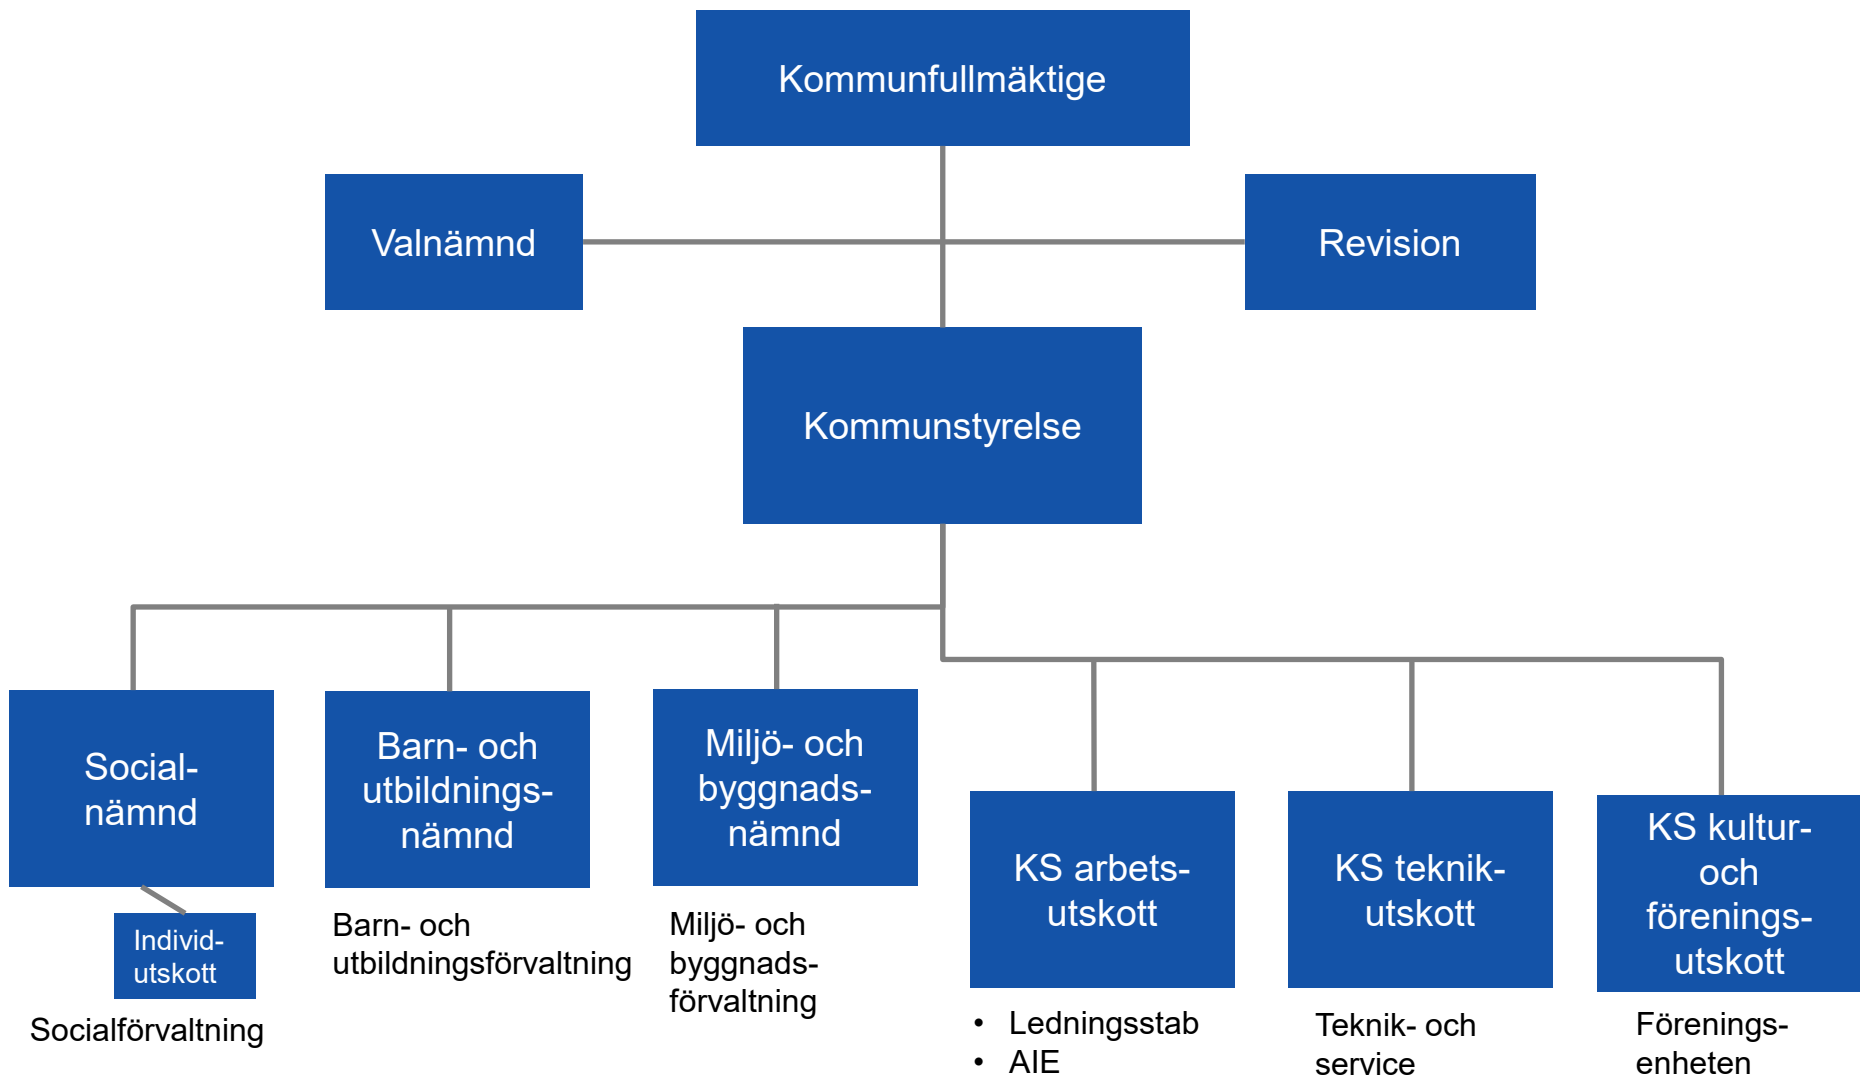 Kommunfullmäktige
Valnämnd
Revision
Kommunstyrelse
Social-
nämnd
Barn- och
utbildnings-
nämnd
Miljö- och
byggnads-
nämnd
KS arbets-
utskott
KS teknik-
utskott
KS kultur-
och
förenings-
utskott
Individ-
utskott
Socialförvaltning
Barn- och
utbildningsförvaltning
Miljö- och
byggnads-
förvaltning
• Ledningsstab
• AIE
Teknik- och
service
Förenings-
enheten